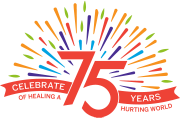 CELEBRATE 75 YEARS
OF HEALING A HURTING WORLD